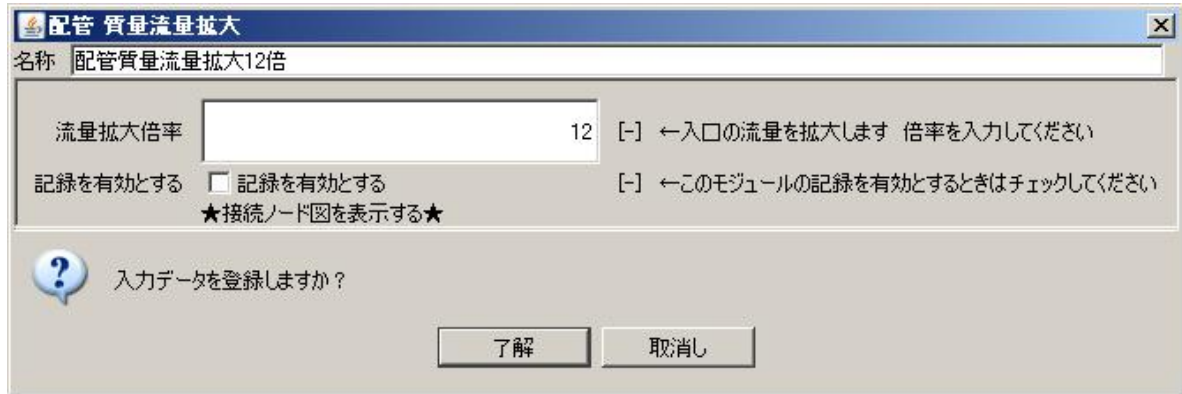 配管 質量流量拡大
名称 配管質量流量拡大12倍
流量拡大倍率 12 [-] ←入口の流量を拡大します 倍率を入力してください
記録を有効とする 記録を有効とする [-] ←このモジュールの記録を有効とするときはチェックしてください
★接続ノード図を表示する★
入力データを登録しますか？
了解 取消し